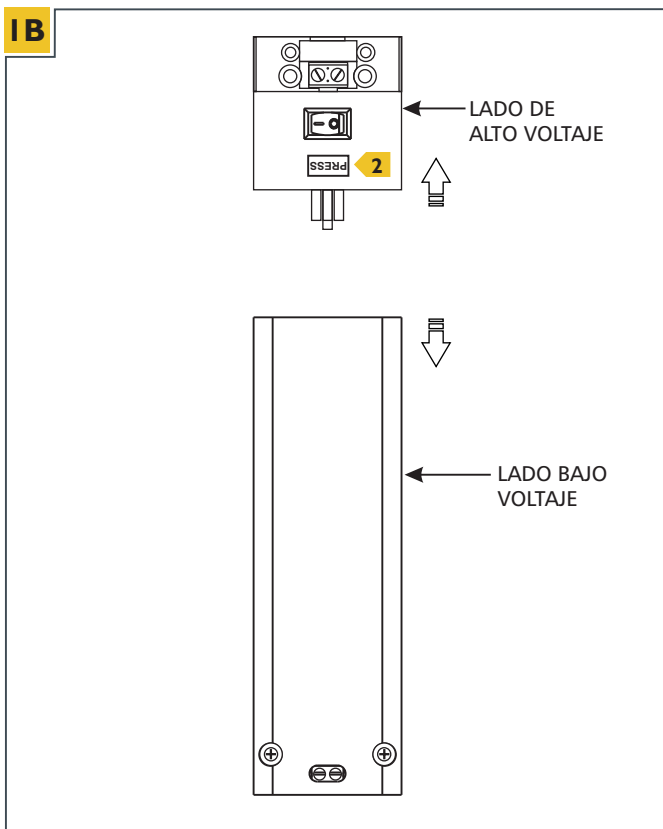 1B
LADO DE
ALTO VOLTAJE
PRESS
2
LADO BAJO
VOLTAJE